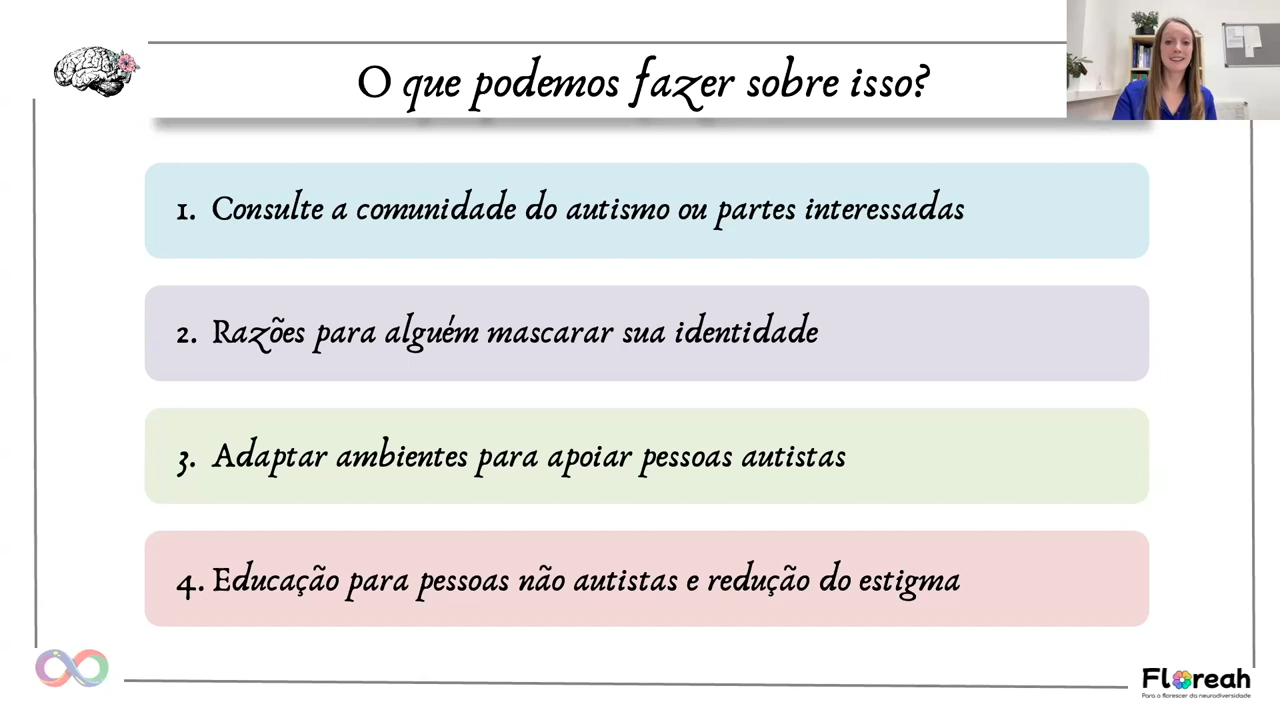 O que podemos fazer sobre isso?
1. Consulte a comunidade do autismo ou partes interessadas
2. Razões para alguém mascarar sua identidade
3. Adaptar ambientes para apoiar pessoas autistas
4. Educação para pessoas não autistas e redução do estigma
Floreah
Para o florescer da neurodiversidade